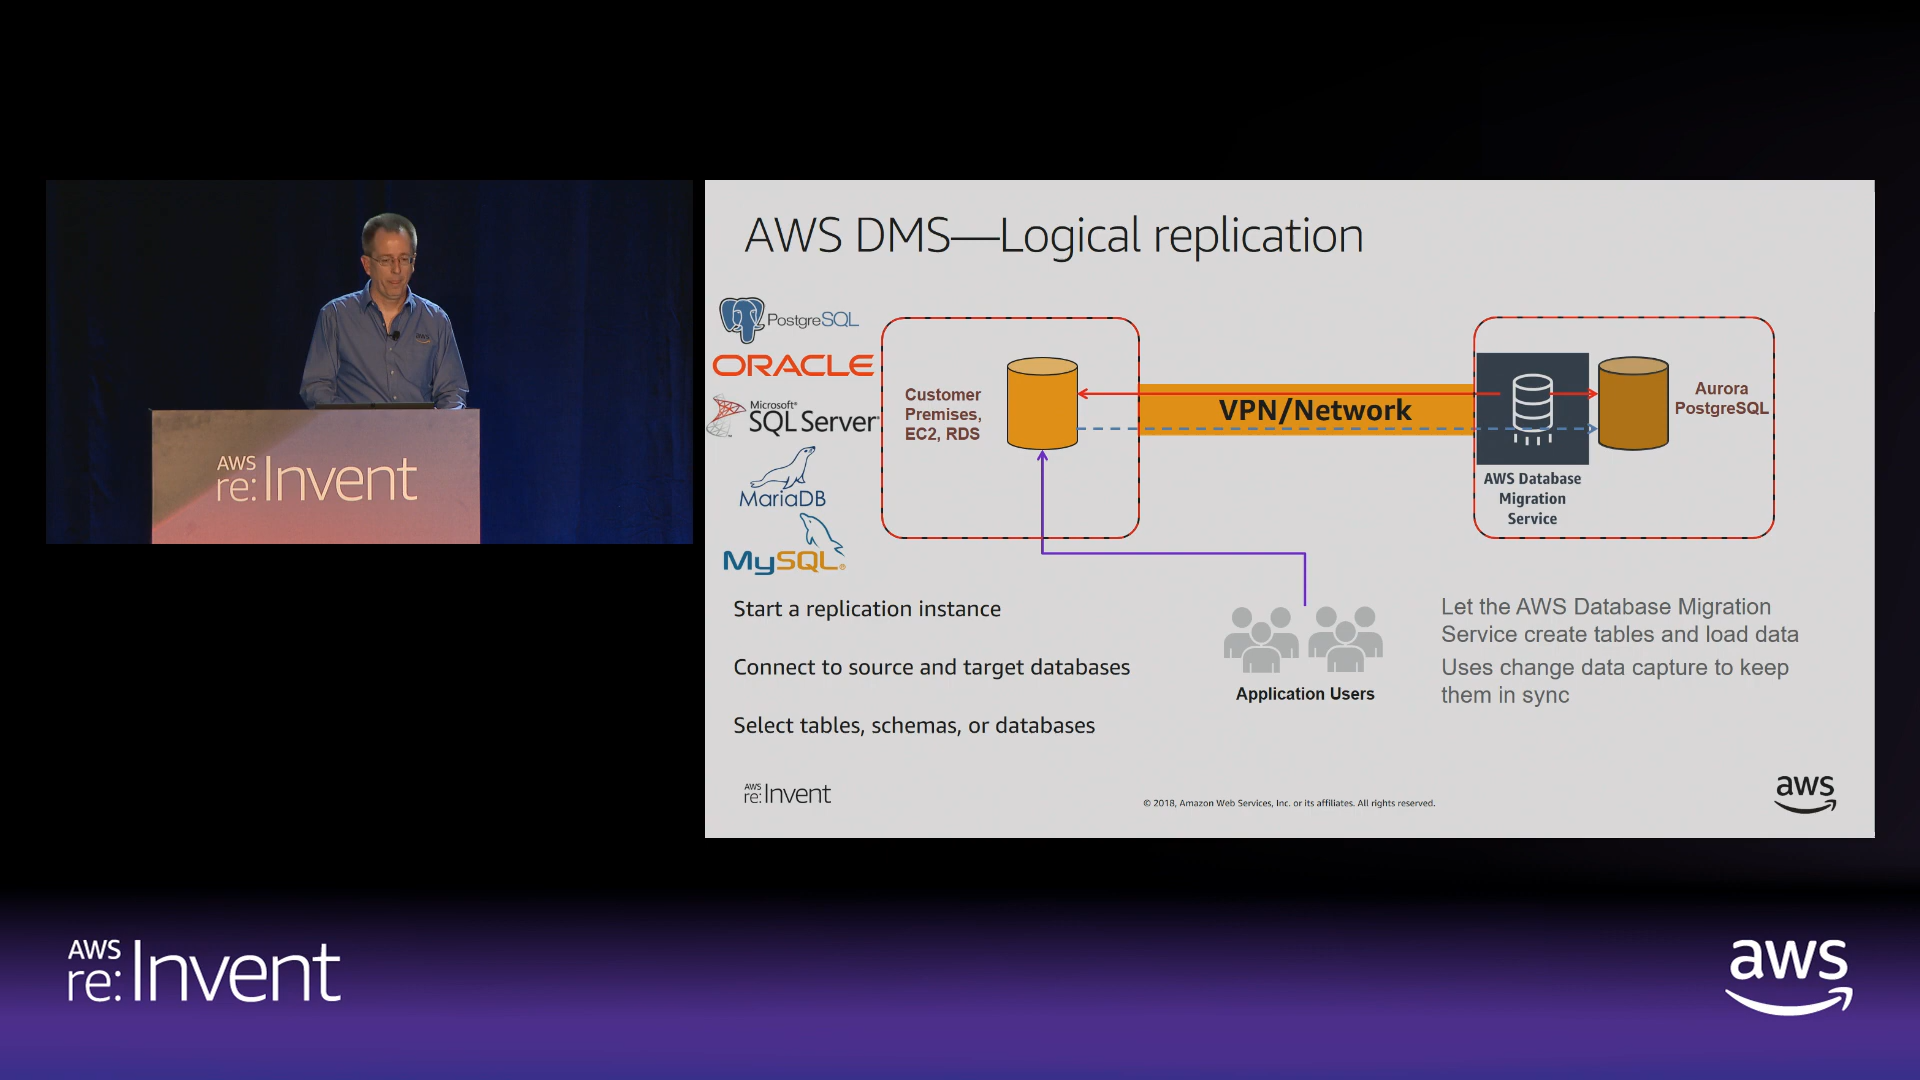 AWS
re:Invent
AWS DMS—Logical replication
PostgreSQL
ORACLE
Microsoft®
SQL Server
MariaDB
MySQL®
Customer
Premises,
EC2, RDS
VPN/Network
AWS Database
Migration
Service
Aurora
PostgreSQL
Start a replication instance
Connect to source and target databases
Select tables, schemas, or databases
Application Users
Let the AWS Database Migration
Service create tables and load data
Uses change data capture to keep
them in sync
AWS
re:Invent
© 2018, Amazon Web Services, Inc. or its affiliates. All rights reserved.
aws
AWS
re:Invent
aws